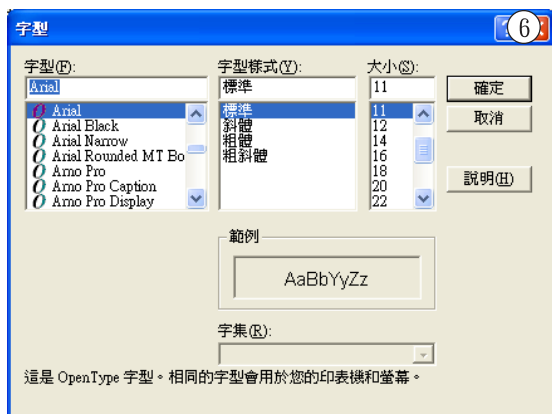 字型
6
字型(F):
Arial
Arial
Arial Black
Arial Narrow
Arial Rounded MT Bo
Arno Pro
Arno Pro Caption
Arno Pro Display
字型樣式(Y):
標準
標準
斜體
粗體
粗斜體
大小(S):
11
11
12
14
16
18
20
22
確定
取消
說明(H)
範例
AaBbYyZz
字集(R):
這是 OpenType 字型。相同的字型會用於您的印表機和螢幕。